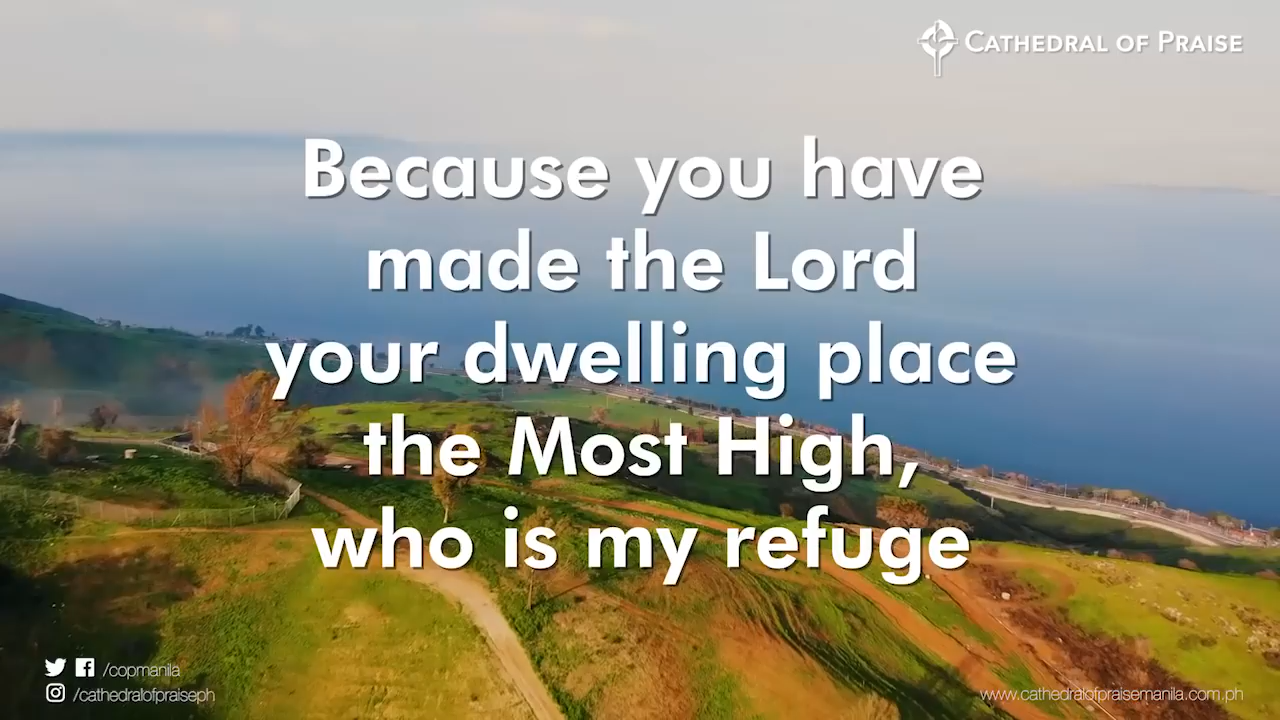 CATHEDRAL OF PRAISE
Because you have
made the Lord
your dwelling place
the Most High,
who is my refuge
/copmanila
/cathedralofpraiseph
www.cathedralofpraisemanila.com.ph